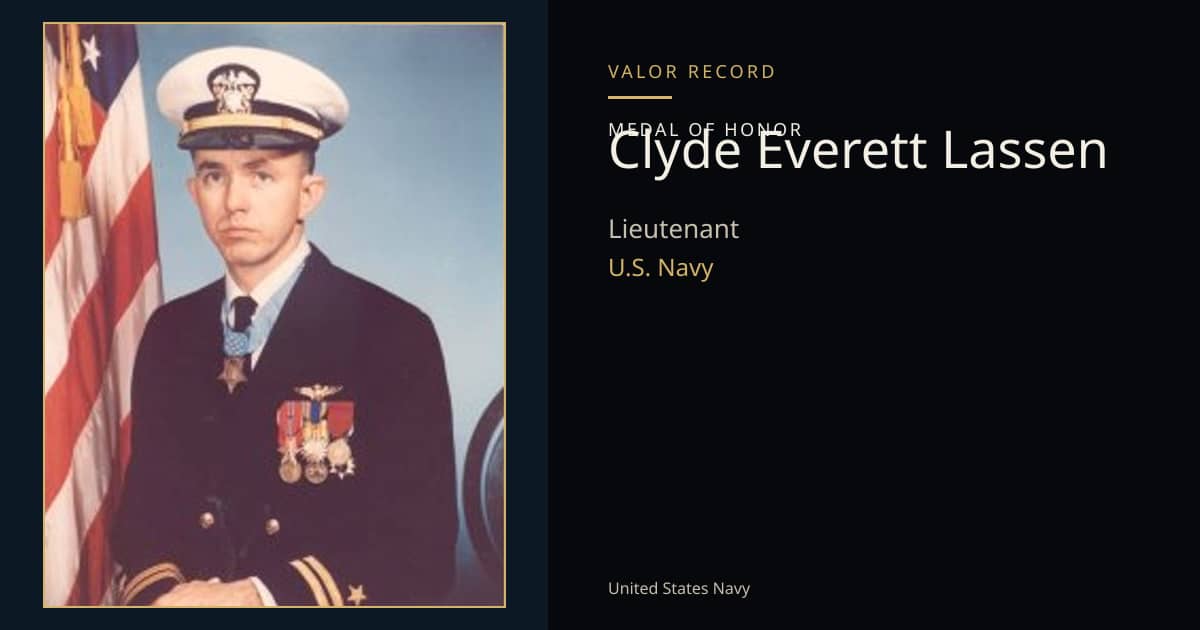 VALOR RECORD
MEDAL OF HONOR
Clyde Everett Lassen
Lieutenant
U.S. Navy
United States Navy